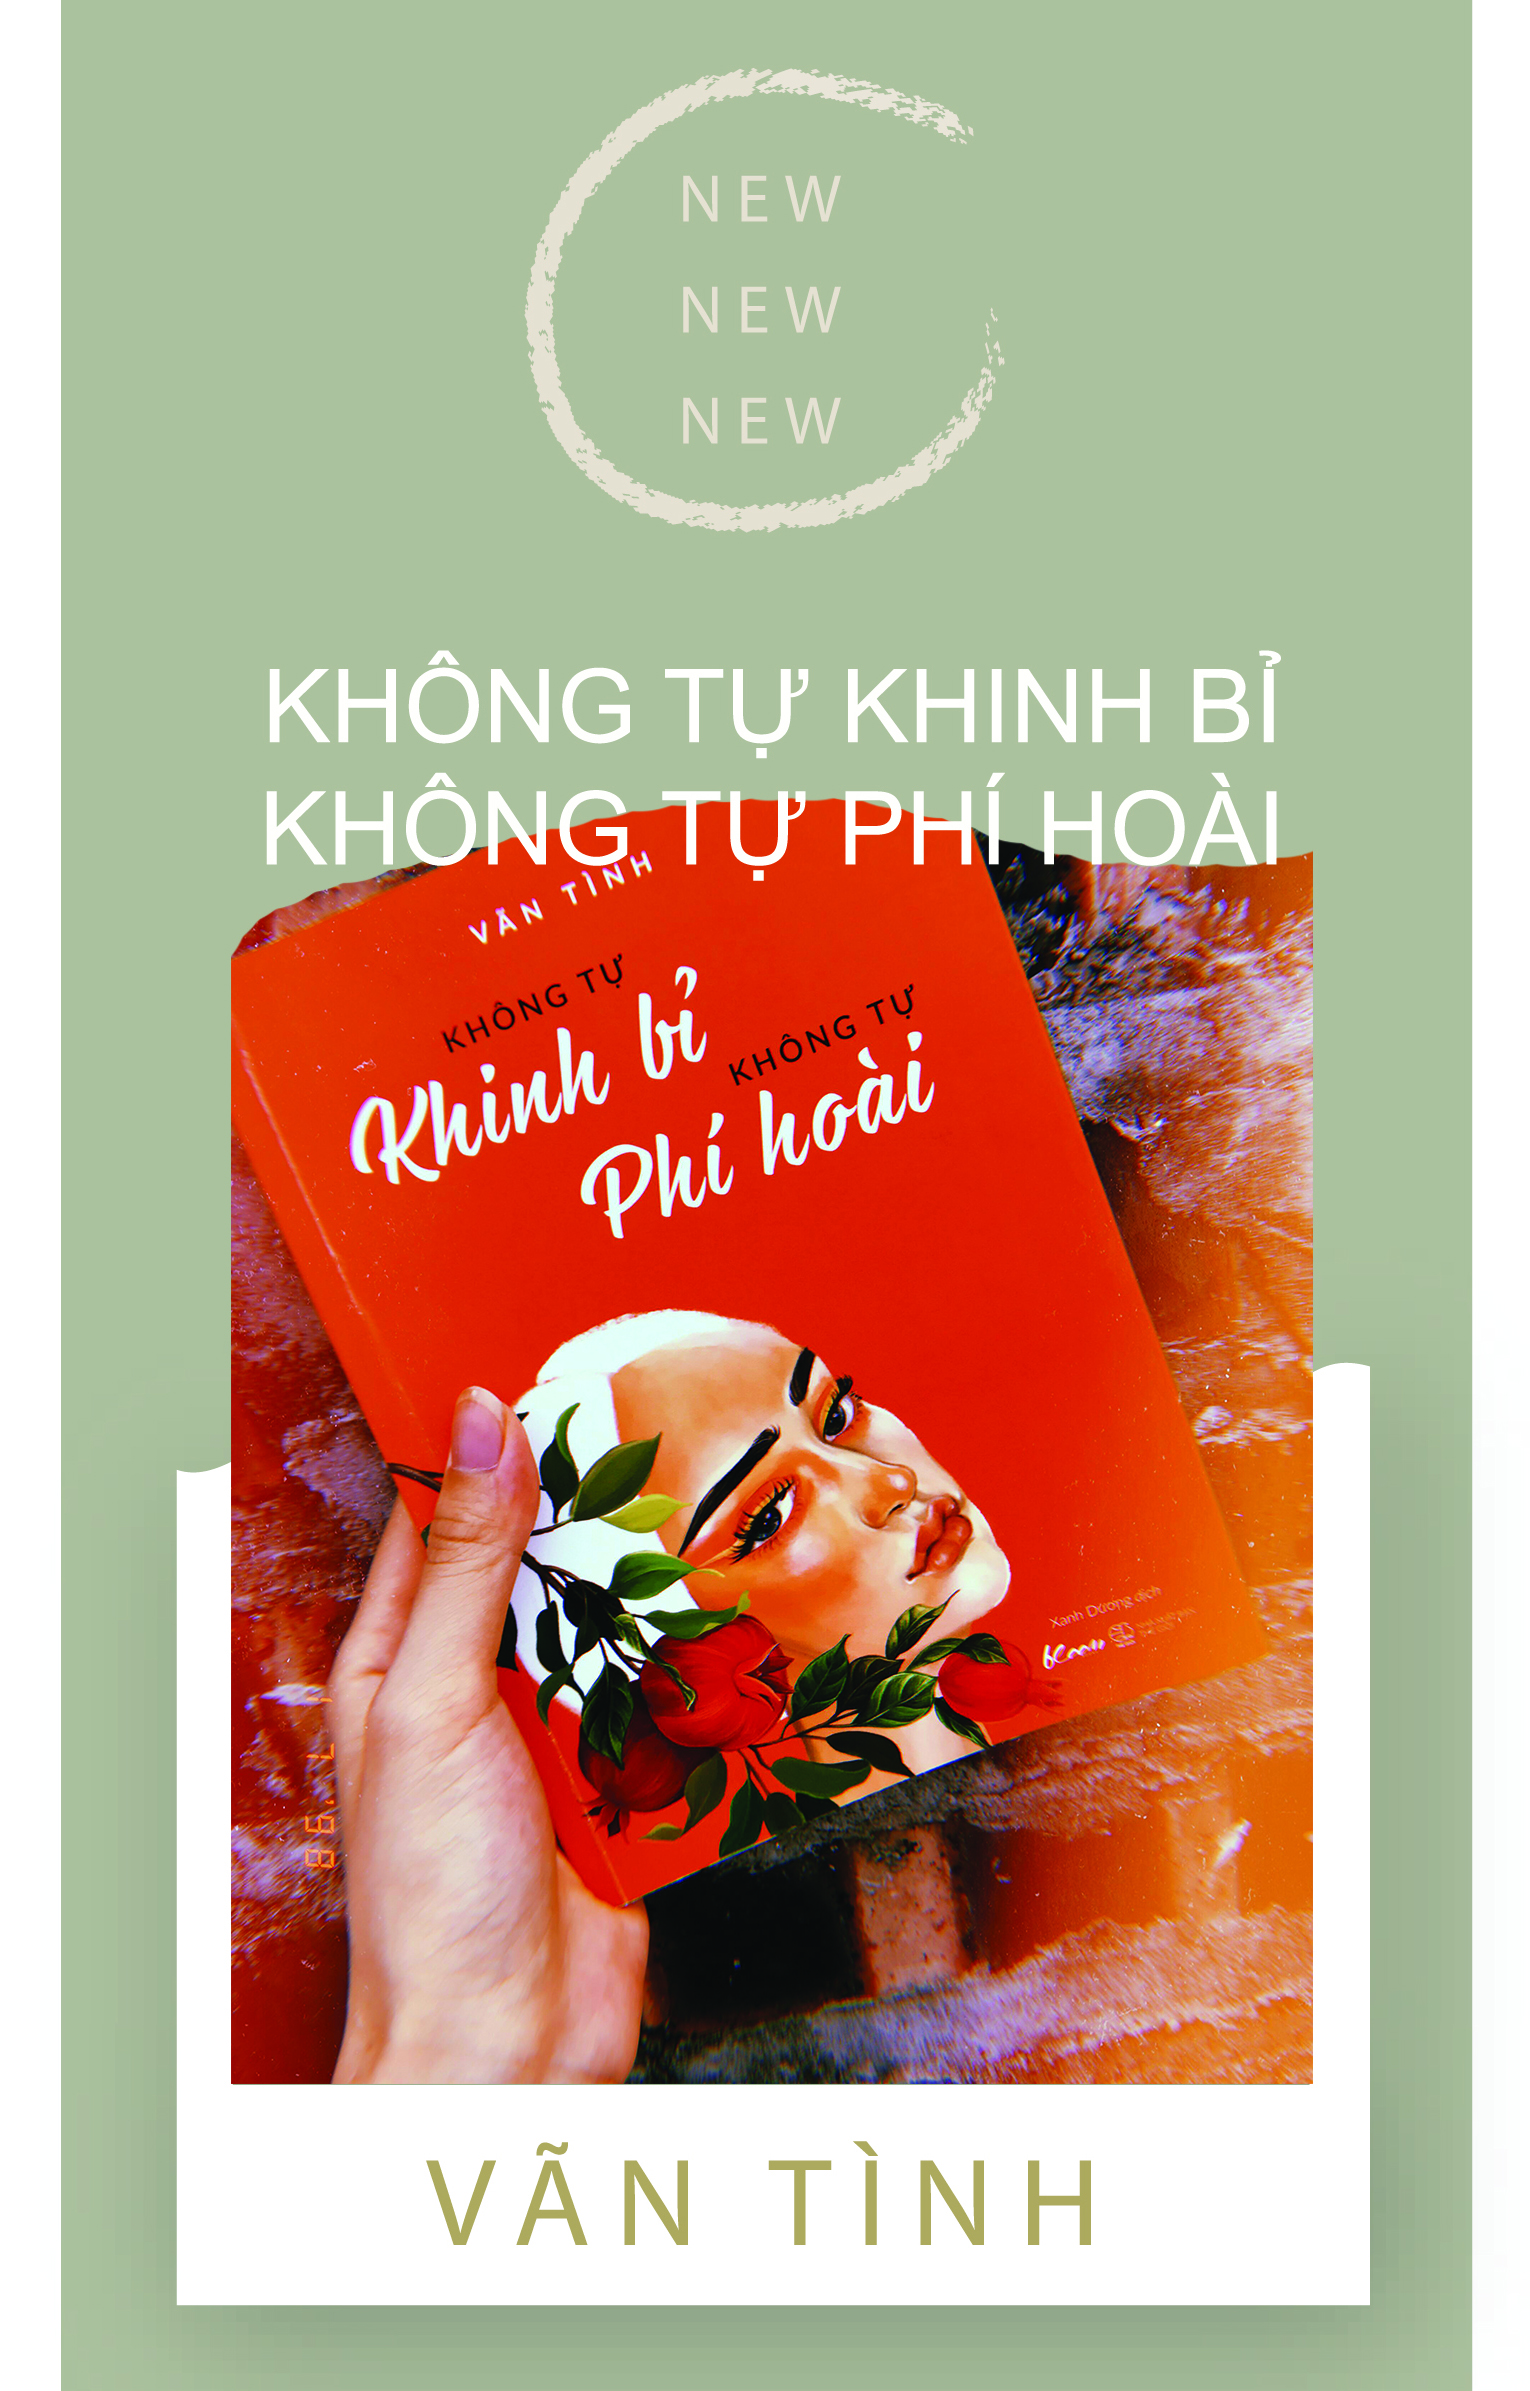 NEW
NEW
NEW
KHÔNG TỰ KHINH BỈ
KHÔNG TỰ PHÍ HOÀI
VÃN TÌNH
KHÔNG TỰ
Khinh bỉ
KHÔNG TỰ
Phí hoài
Xanh Dương dịch
VÃN TÌNH